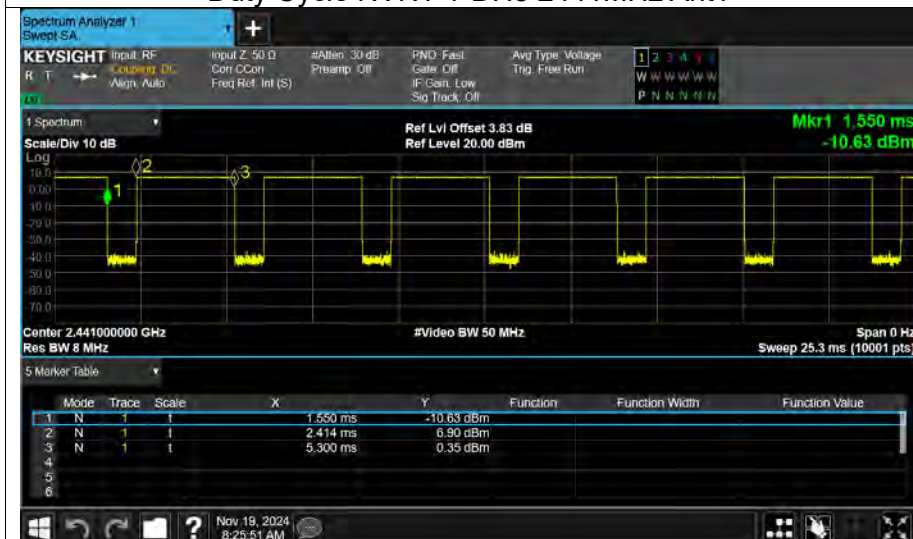 Spectrum Analyzer 1
Swept SA
+
KEYSIGHT Input: RF Input Z: 50 Ω #Atten: 30 dB PNO: Fast Avg Type: Voltage 1 2 3 4 5 6
R T Coupling: DC Corr CCorr Preamp: Off Gate: Off Trig: Free Run W W W W W W
Align: Auto Freq Ref: Int (S) IF Gain: Low
Sig Track: Off P N N N N N
1 Spectrum Ref Lvl Offset 3.83 dB Mkr1 1.550 ms
Scale/Div 10 dB Ref Level 20.00 dBm -10.63 dBm
Log
10.0
0.00
2
3
1
Center 2.441000000 GHz #Video BW 50 MHz Span 0 Hz
Res BW 8 MHz Sweep 25.3 ms (10001 pts)
5 Marker Table
Mode Trace Scale X Y Function Function Width Function Value
1 N 1 t 1.550 ms -10.63 dBm
2 N 1 t 2.414 ms 6.90 dBm
3 N 1 t 5.300 ms 0.35 dBm
4
5
6
? Nov 19, 2024
8:25:51 AM